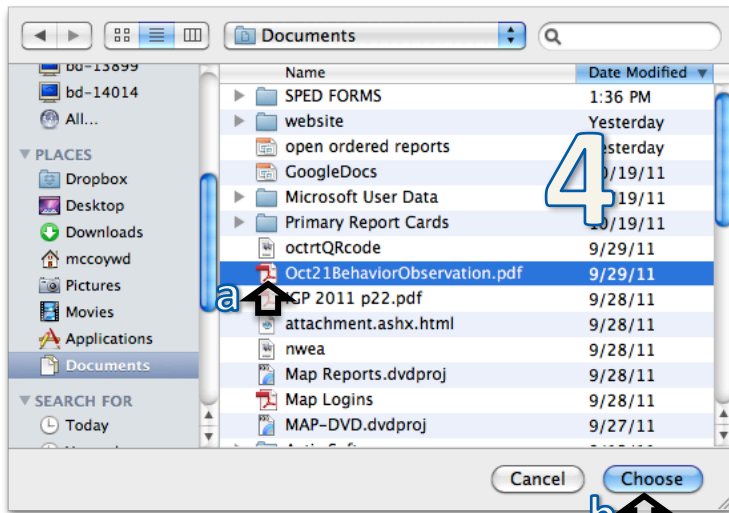 Documents
bd-13899
bd-14014
All...
PLACES
Dropbox
Desktop
Downloads
mccoywd
Pictures
Movies
Applications
Documents
SEARCH FOR
Today
Name Date Modified
SPED FORMS 1:36 PM
website Yesterday
open ordered reports Yesterday
GoogleDocs 10/19/11
Microsoft User Data 10/19/11
Primary Report Cards 10/19/11
octrtQRcode 9/29/11
Oct21BehaviorObservation.pdf 9/29/11
IGP 2011 p22.pdf 9/28/11
attachment.ashx.html 9/28/11
nwea 9/28/11
Map Reports.dvdproj 9/28/11
Map Logins 9/28/11
MAP-DVD.dvdproj 9/27/11
4
a
Cancel Choose
b